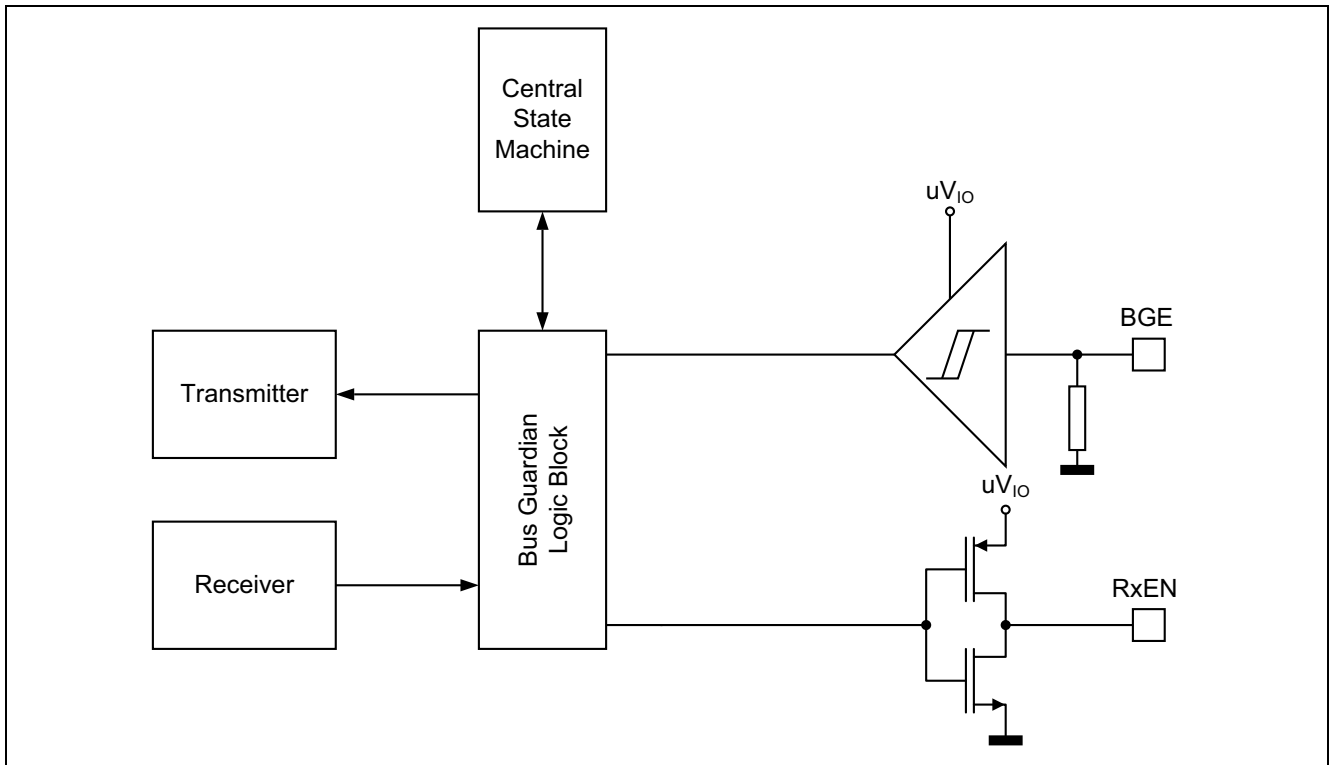 Central
State
Machine
uV_IO
BGE
Transmitter
Bus Guardian
Logic Block
uV_IO
Receiver
RxEN